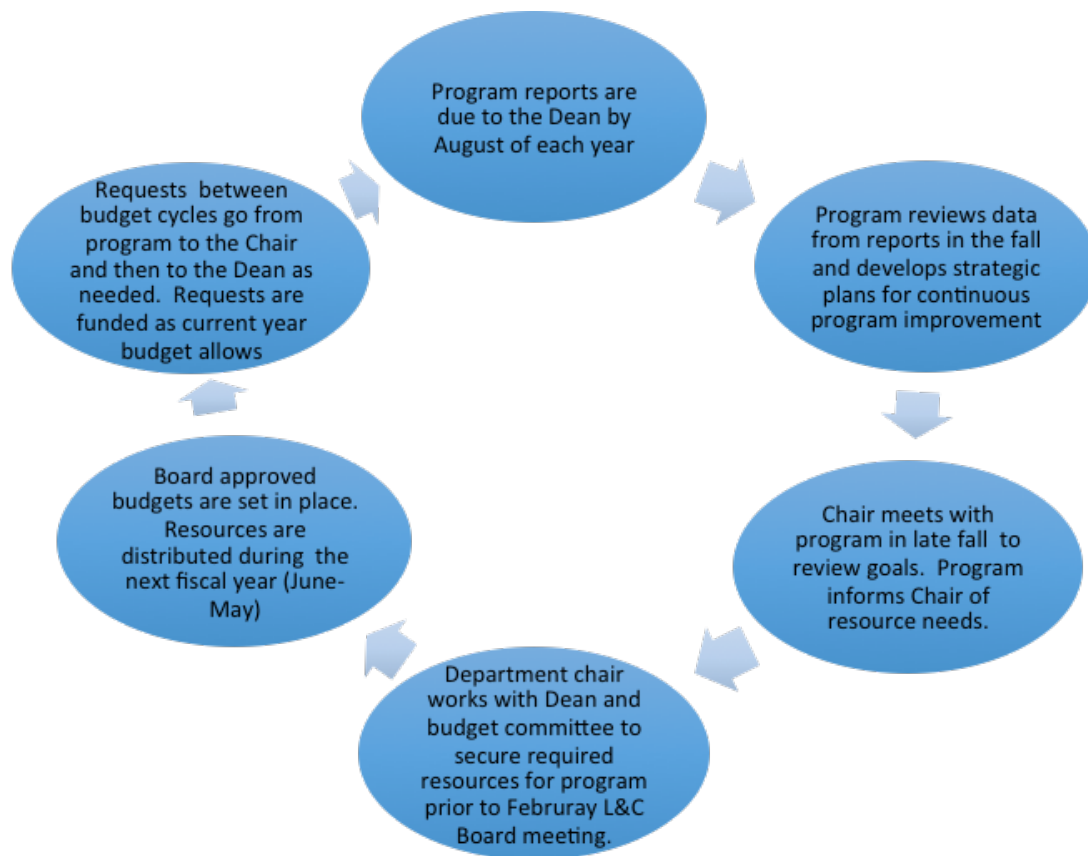 Program reports are
due to the Dean by
August of each year
Program reviews data
from reports in the fall
and develops strategic
plans for continuous
program improvement
Chair meets with
program in late fall  to
review goals.  Program
informs Chair of
resource needs.
Department chair
works with Dean and
budget committee to
secure required
resources for program
prior to Februray L&C
Board meeting.
Board approved
budgets are set in place.
Resources are
distributed during  the
next fiscal year (June-
May)
Requests  between
budget cycles go from
program to the Chair
and then to the Dean as
needed.  Requests are
funded as current year
budget allows